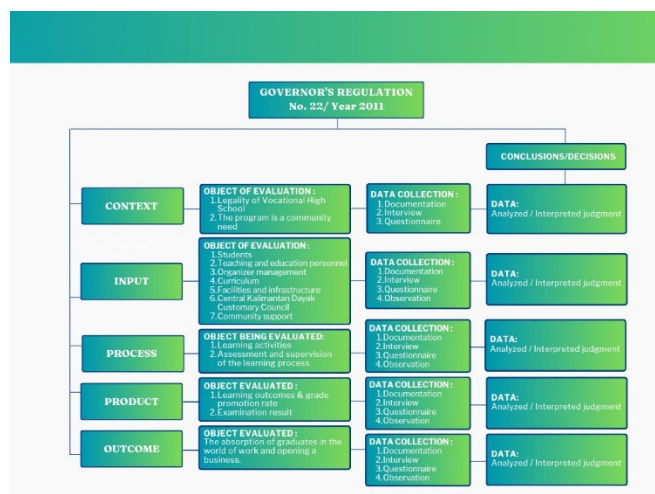 GOVERNOR'S REGULATION
No. 22/ Year 2011
CONCLUSIONS/DECISIONS
CONTEXT
OBJECT OF EVALUATION :
1.Legality of Vocational High
School
2.The program is a community
need
DATA COLLECTION :
1.Documentation
2.Interview
3.Questionnaire
DATA:
Analyzed / Interpreted judgment
INPUT
OBJECT OF EVALUATION :
1.Students
2.Teaching and education personnel
3.Organizer management
4.Curriculum
5.Facilities and infrastructure
6.Central Kalimantan Dayak
Customary Council
7.Community support
DATA COLLECTION :
1.Documentation
2.Interview
3.Questionnaire
4.Observation
DATA:
Analyzed / Interpreted judgment
PROCESS
OBJECT BEING EVALUATED:
1.Learning activities
2.Assessment and supervision
of the learning process
DATA COLLECTION :
1.Documentation
2.Interview
3.Questionnaire
4.Observation
DATA:
Analyzed / Interpreted judgment
PRODUCT
OBJECT EVALUATED :
1.Learning outcomes & grade
promotion rate
2.Examination result
DATA COLLECTION :
1.Documentation
2.Interview
3.Questionnaire
4.Observation
DATA:
Analyzed / Interpreted judgment
OUTCOME
OBJECT EVALUATED :
The absorption of graduates in the
world of work and opening a
business.
DATA COLLECTION :
1.Documentation
2.Interview
3.Questionnaire
4.Observation
DATA:
Analyzed / Interpreted judgment